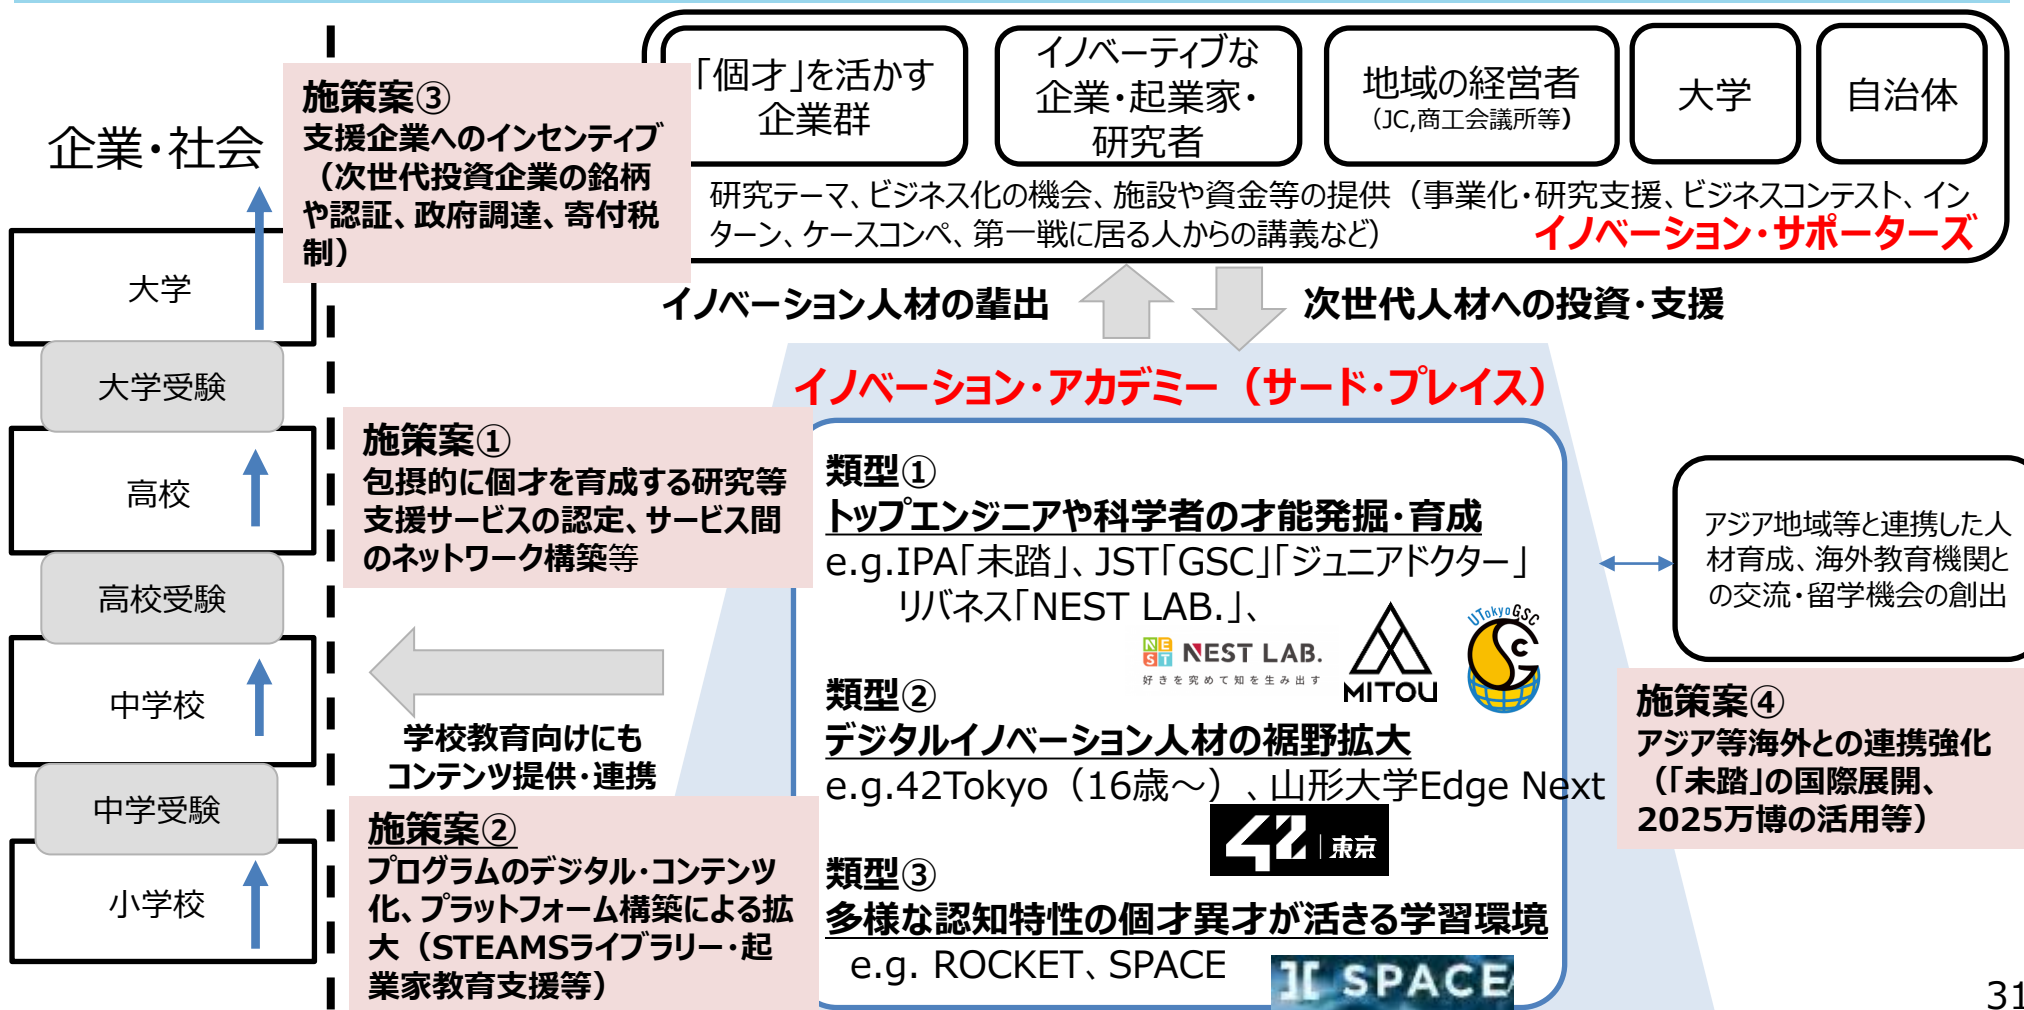 企業・社会
大学
大学受験
高校
高校受験
中学校
中学受験
小学校
施策案③
支援企業へのインセンティブ
（次世代投資企業の銘柄
や認証、政府調達、寄付税
制）
「個才」を活かす
企業群
イノベーティブな
企業・起業家・
研究者
地域の経営者
（JC,商工会議所等）
大学
自治体
研究テーマ、ビジネス化の機会、施設や資金等の提供（事業化・研究支援、ビジネスコンテスト、イン
ターン、ケースコンペ、第一戦に居る人からの講義など）
イノベーション・サポーターズ
イノベーション人材の輩出
次世代人材への投資・支援
イノベーション・アカデミー（サード・プレイス）
施策案①
包摂的に個才を育成する研究等
支援サービスの認定、サービス間
のネットワーク構築等
学校教育向けにも
コンテンツ提供・連携
施策案②
プログラムのデジタル・コンテンツ
化、プラットフォーム構築による拡
大（STEAMSライブラリー・起
業家教育支援等）
類型①
トップエンジニアや科学者の才能発掘・育成
e.g.IPA「未踏」、JST「GSC」「ジュニアドクター」
リバネス「NEST LAB.」、
NEST
NEST LAB.
好きを究めて知を生み出す
MITOU
UTokyoGSC
類型②
デジタルイノベーション人材の裾野拡大
e.g.42Tokyo（16歳～）、山形大学Edge Next
42 東京
類型③
多様な認知特性の個才異才が活きる学習環境
e.g. ROCKET、SPACE
SPACE
アジア地域等と連携した人
材育成、海外教育機関と
の交流・留学機会の創出
施策案④
アジア等海外との連携強化
（「未踏」の国際展開、
2025万博の活用等）
31